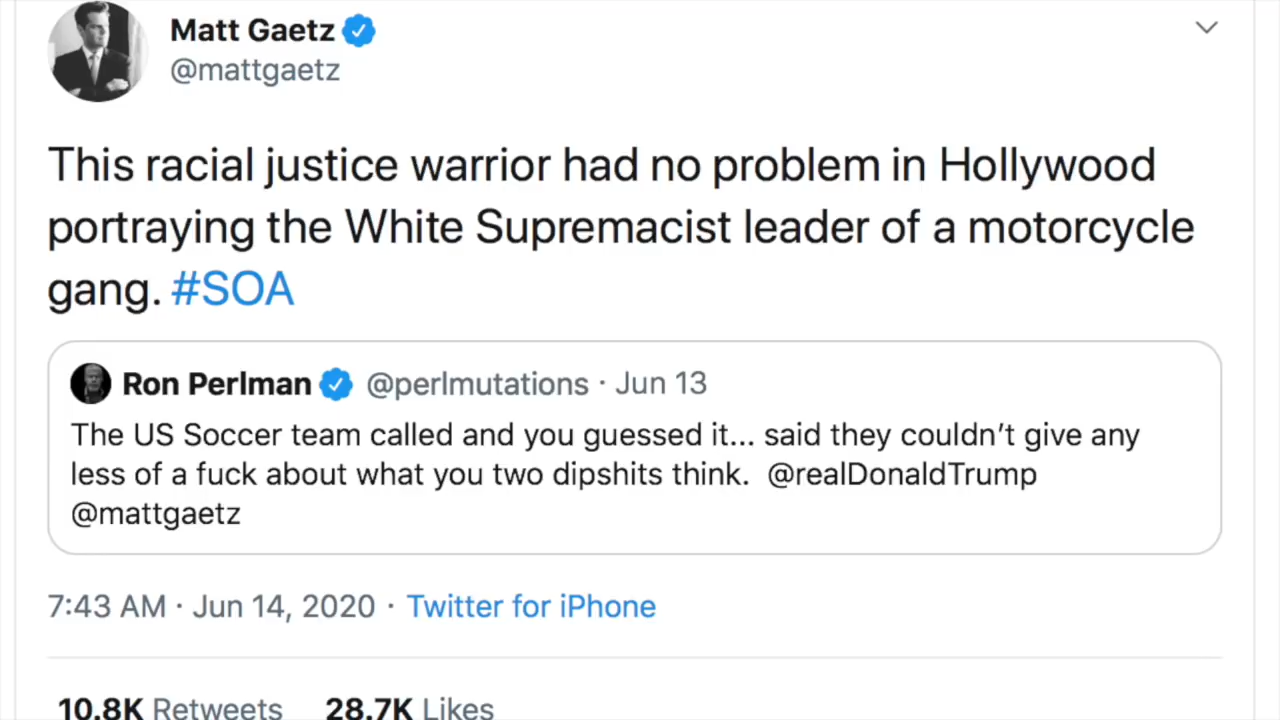 Matt Gaetz
@mattgaetz
This racial justice warrior had no problem in Hollywood
portraying the White Supremacist leader of a motorcycle
gang. #SOA
Ron Perlman @perlmutations · Jun 13
The US Soccer team called and you guessed it... said they couldn't give any
less of a fuck about what you two dipshits think. @realDonaldTrump
@mattgaetz
7:43 AM · Jun 14, 2020 · Twitter for iPhone
10.8K Retweets 28.7K Likes